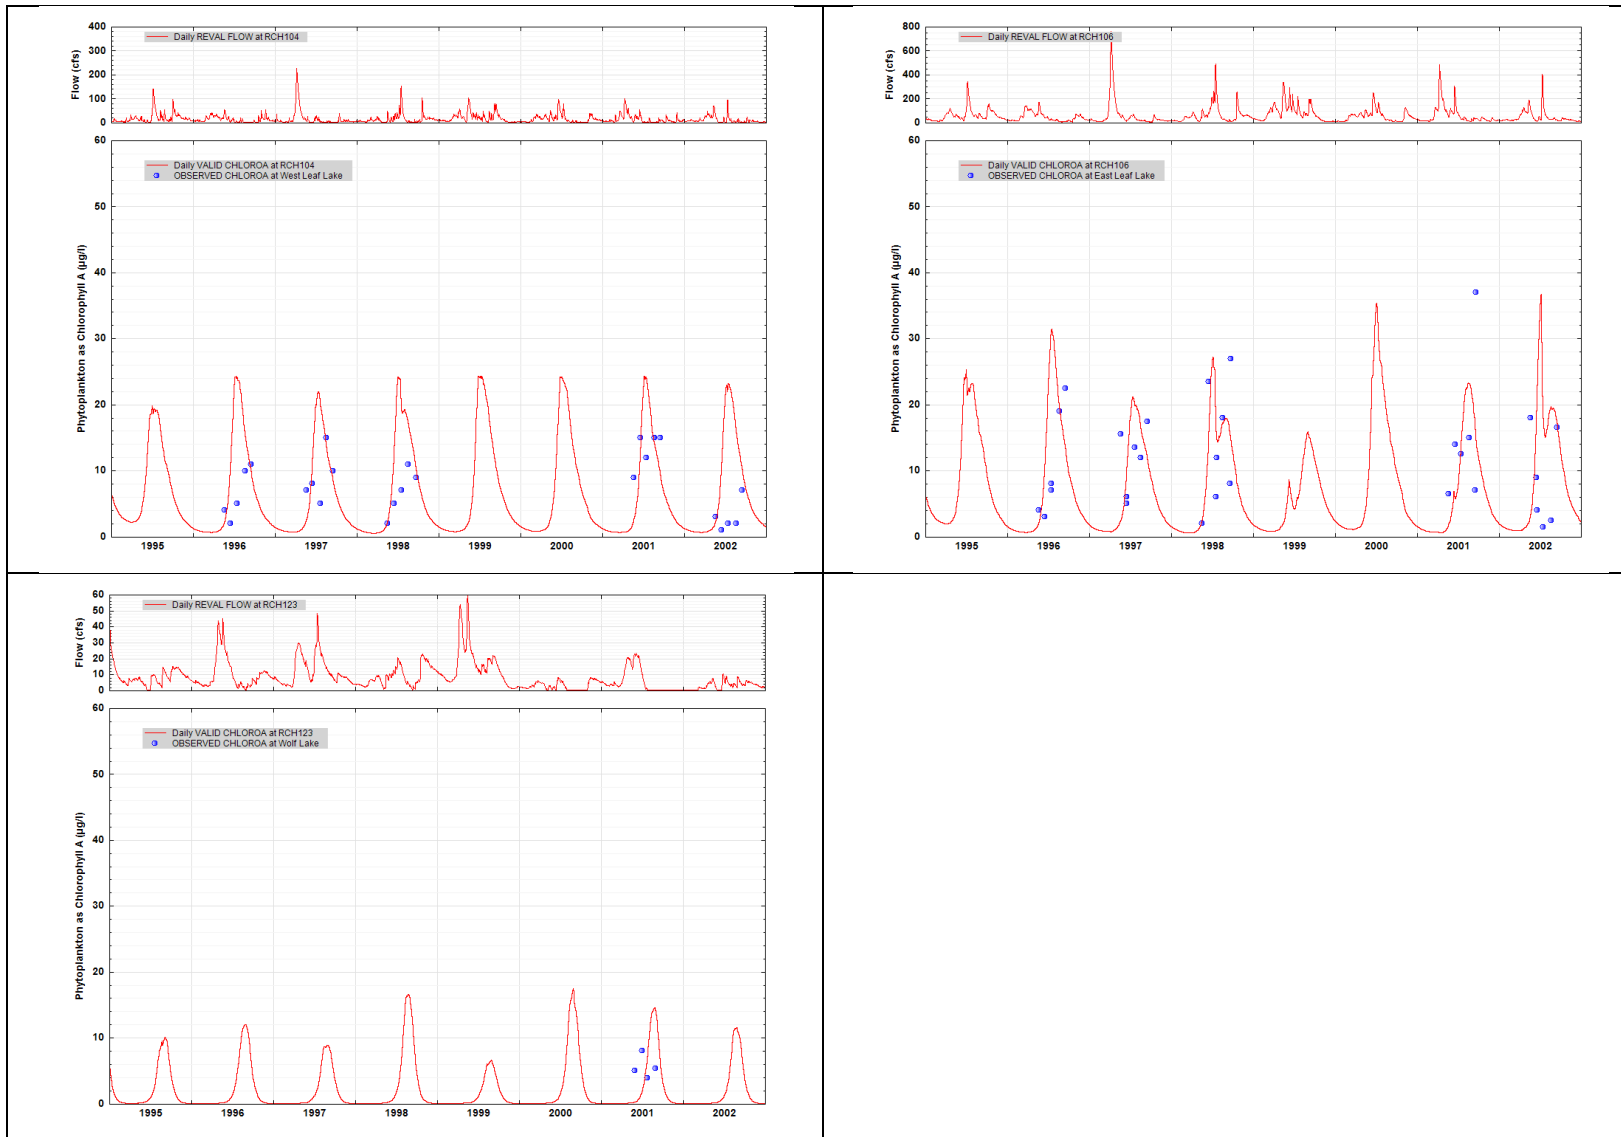 400
300
200
100
0
Flow (cfs)
Daily REVAL FLOW at RCH104
60
50
40
30
20
10
0
Phytoplankton as Chlorophyll A (µg/l)
Daily VALID CHLOROA at RCH104
OBSERVED CHLOROA at West Leaf Lake
1995 1996 1997 1998 1999 2000 2001 2002
800
600
400
200
0
Flow (cfs)
Daily REVAL FLOW at RCH106
60
50
40
30
20
10
0
Phytoplankton as Chlorophyll A (µg/l)
Daily VALID CHLOROA at RCH106
OBSERVED CHLOROA at East Leaf Lake
1995 1996 1997 1998 1999 2000 2001 2002
60
50
40
30
20
10
0
Flow (cfs)
Daily REVAL FLOW at RCH123
60
50
40
30
20
10
0
Phytoplankton as Chlorophyll A (µg/l)
Daily VALID CHLOROA at RCH123
OBSERVED CHLOROA at Wolf Lake
1995 1996 1997 1998 1999 2000 2001 2002